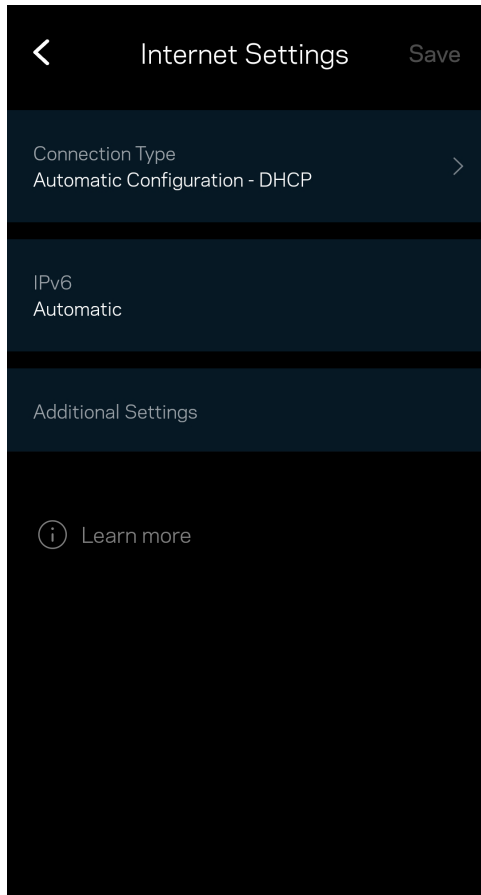 Internet Settings
Save
Connection Type
Automatic Configuration - DHCP
IPv6
Automatic
Additional Settings
Learn more